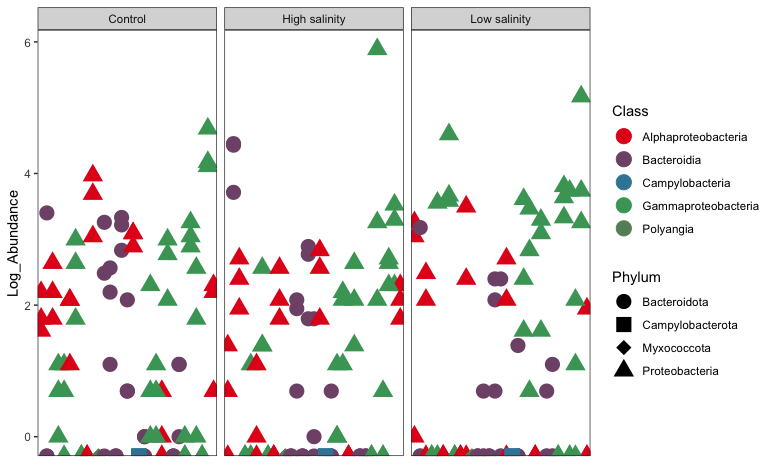 Control
High salinity
Low salinity
6
4
2
0
Log_Abundance
Class
Alphaproteobacteria
Bacteroidia
Campylobacteria
Gammaproteobacteria
Polyangia
Phylum
Bacteroidota
Campylobacterota
Myxococcota
Proteobacteria